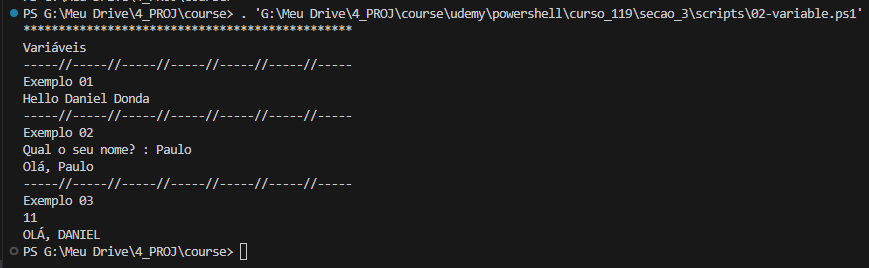 PS G:\Meu Drive\4_PROJ\course> . 'G:\Meu Drive\4_PROJ\course\udemy\powershell\curso_119\secao_3\scripts\02-variable.ps1'
***********************************************
Variáveis
-----//-----//-----//-----//-----//-----//-----
Exemplo 01
Hello Daniel Donda
-----//-----//-----//-----//-----//-----//-----
Exemplo 02
Qual o seu nome? : Paulo
Olá, Paulo
-----//-----//-----//-----//-----//-----//-----
Exemplo 03
11
OLÁ, DANIEL
PS G:\Meu Drive\4_PROJ\course>